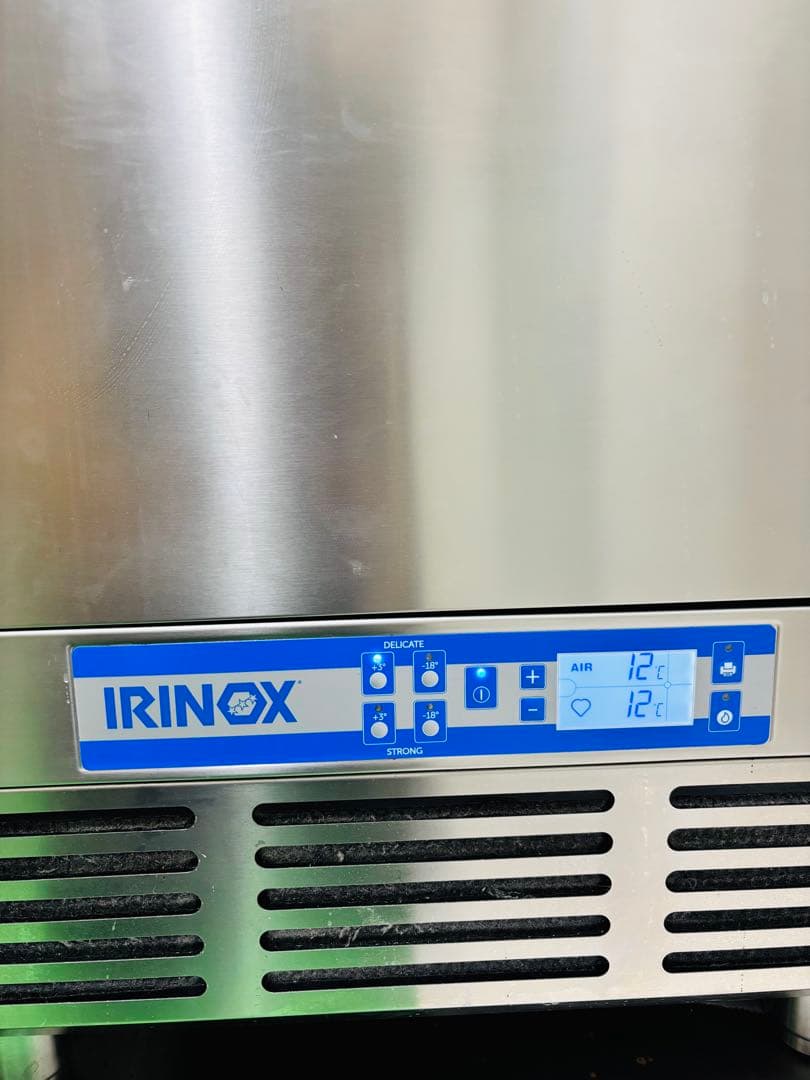 DELICATE
+3° -18°
IRINOX
+3° -18°
STRONG
+
−
AIR 12°C
12°C